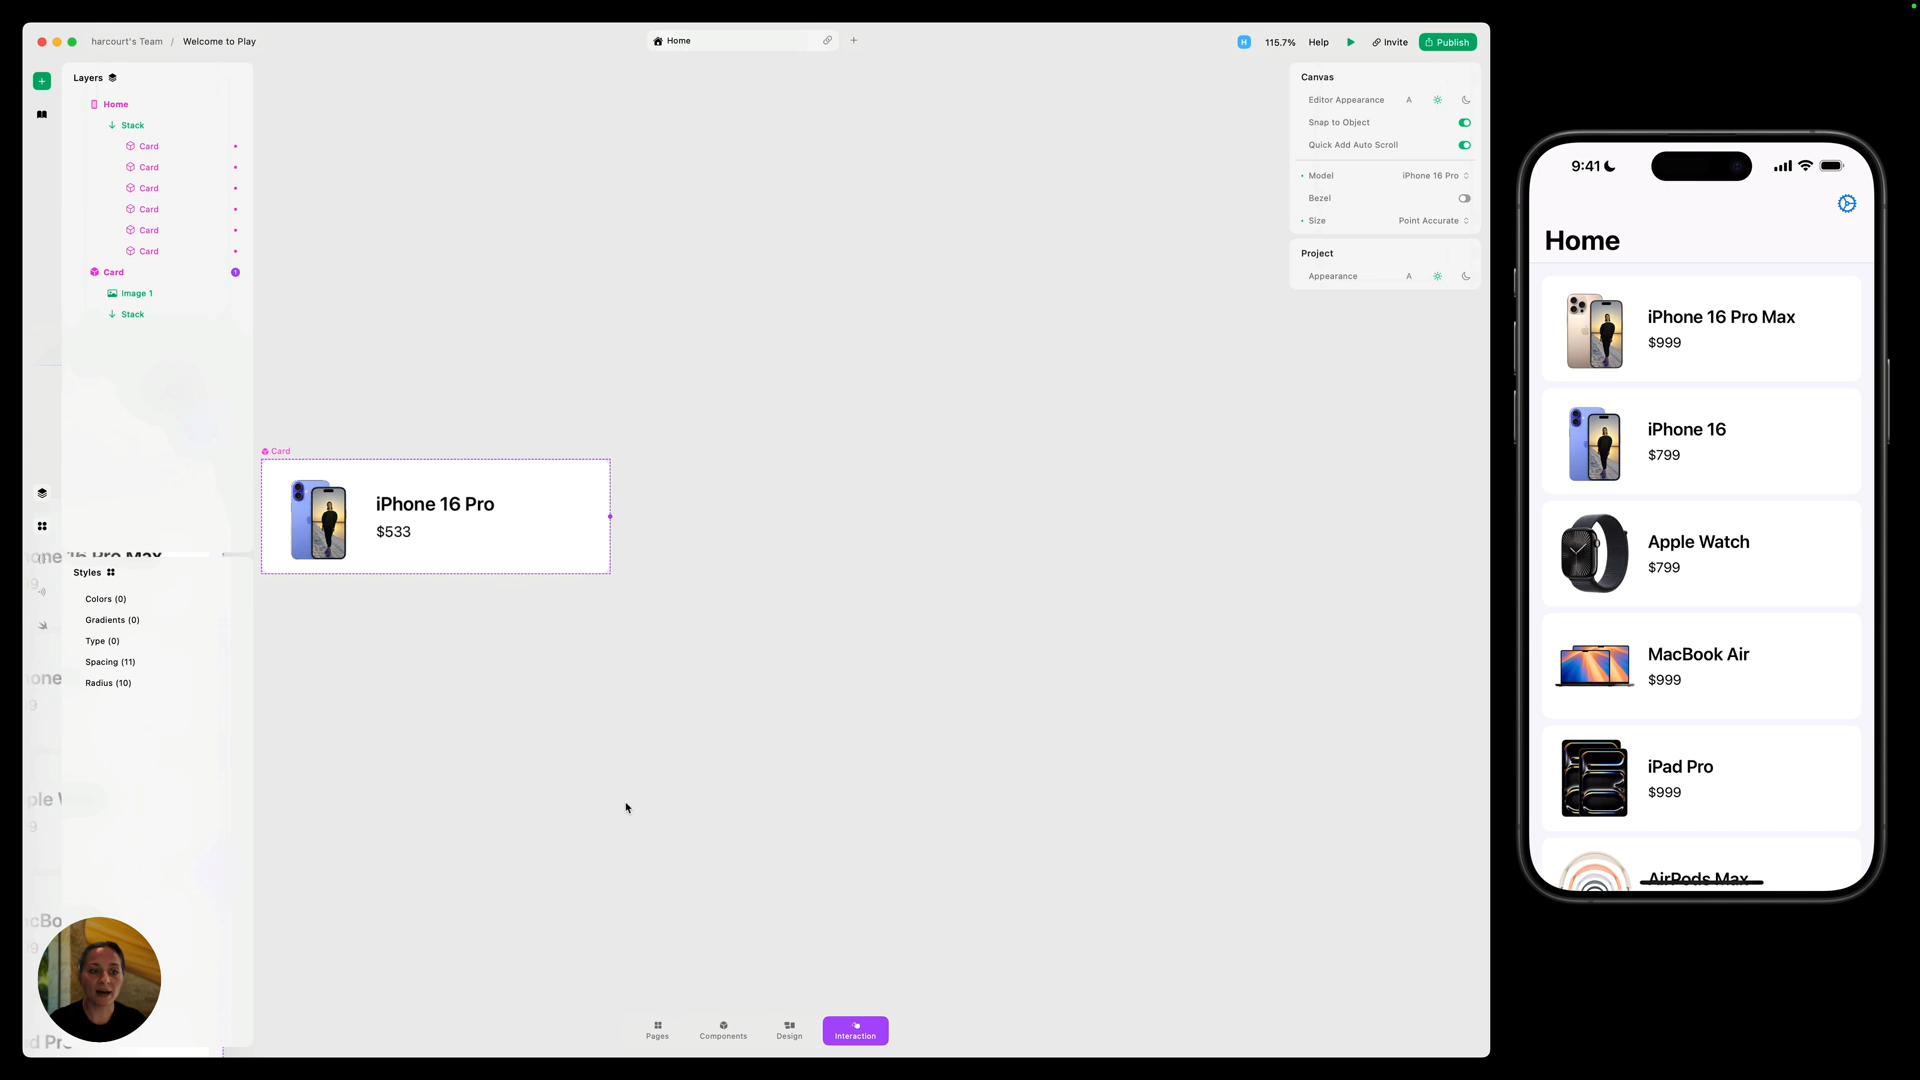 harcourt's Team / Welcome to Play
Home
H
115.7%
Help
Invite
Publish
Layers
Home
Stack
Card
Card
Card
Card
Card
Card
Card
1
Image 1
Stack
Styles
Colors (0)
Gradients (0)
Type (0)
Spacing (11)
Radius (10)
Card
iPhone 16 Pro
$533
Canvas
Editor Appearance
A
Snap to Object
Quick Add Auto Scroll
Model
iPhone 16 Pro
Bezel
Size
Point Accurate
Project
Appearance
A
Pages
Components
Design
Interaction
9:41
Home
iPhone 16 Pro Max
$999
iPhone 16
$799
Apple Watch
$799
MacBook Air
$999
iPad Pro
$999
AirPods Max